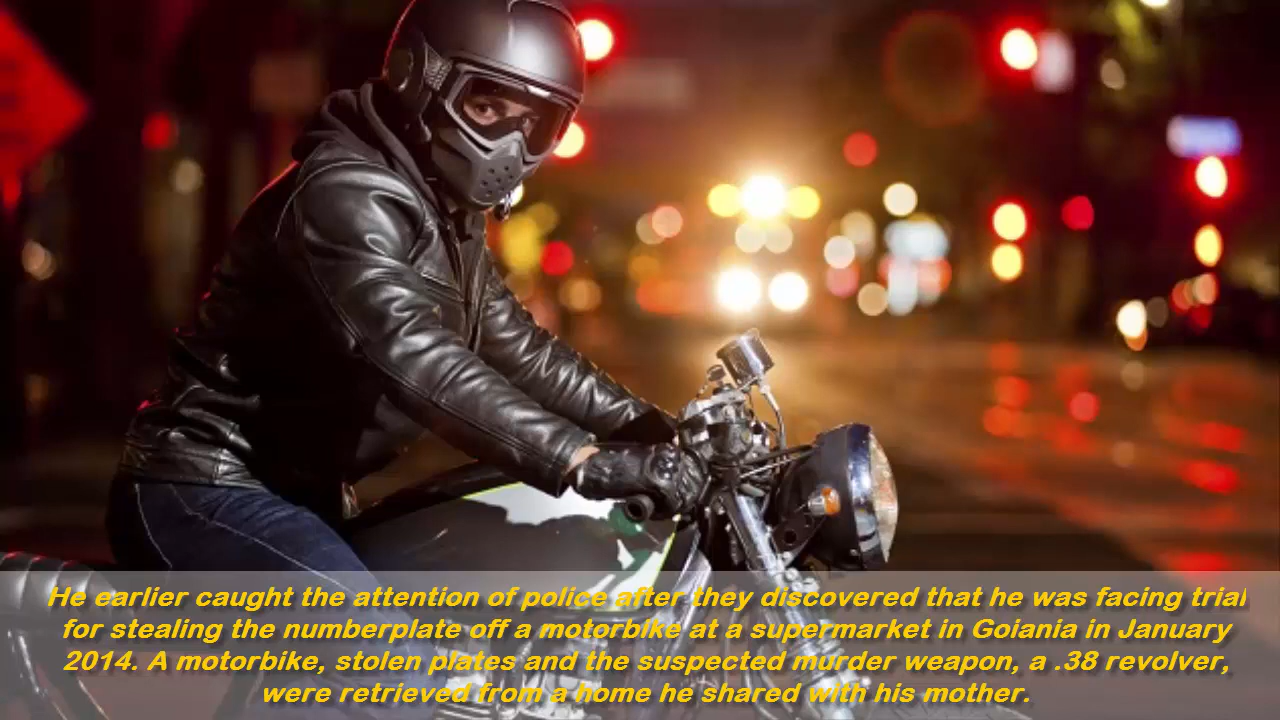 He earlier caught the attention of police after they discovered that he was facing trial
for stealing the numberplate off a motorbike at a supermarket in Goiania in January
2014. A motorbike, stolen plates and the suspected murder weapon, a .38 revolver,
were retrieved from a home he shared with his mother.